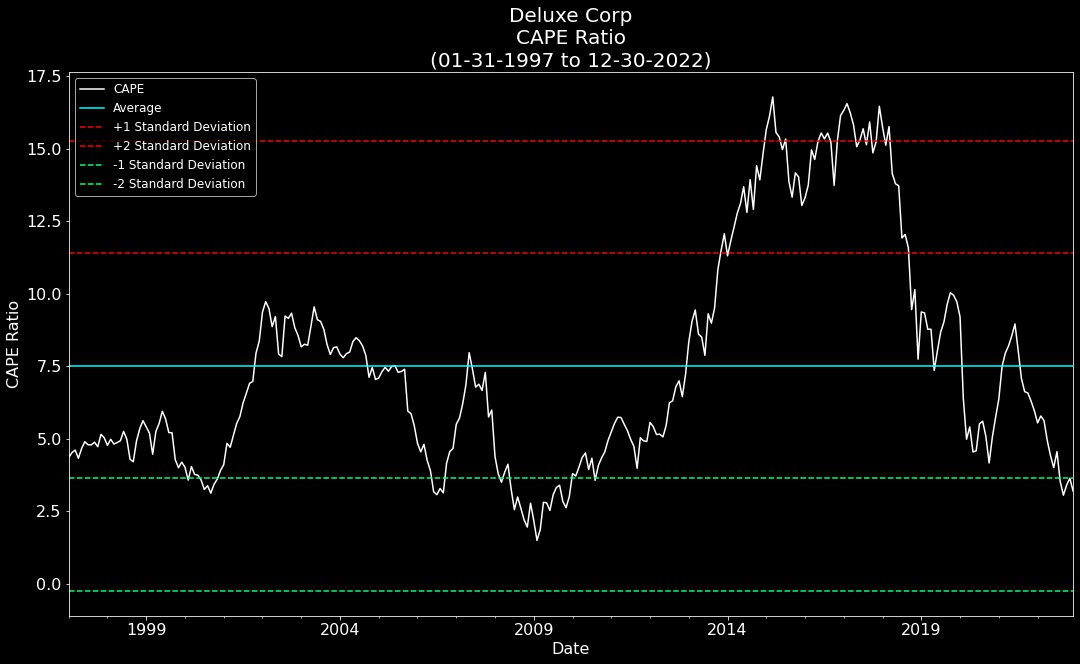 Deluxe Corp
CAPE Ratio
(01-31-1997 to 12-30-2022)
CAPE
Average
+1 Standard Deviation
+2 Standard Deviation
-1 Standard Deviation
-2 Standard Deviation
17.5
15.0
12.5
10.0
7.5
5.0
2.5
0.0
CAPE Ratio
1999
2004
2009
2014
2019
Date